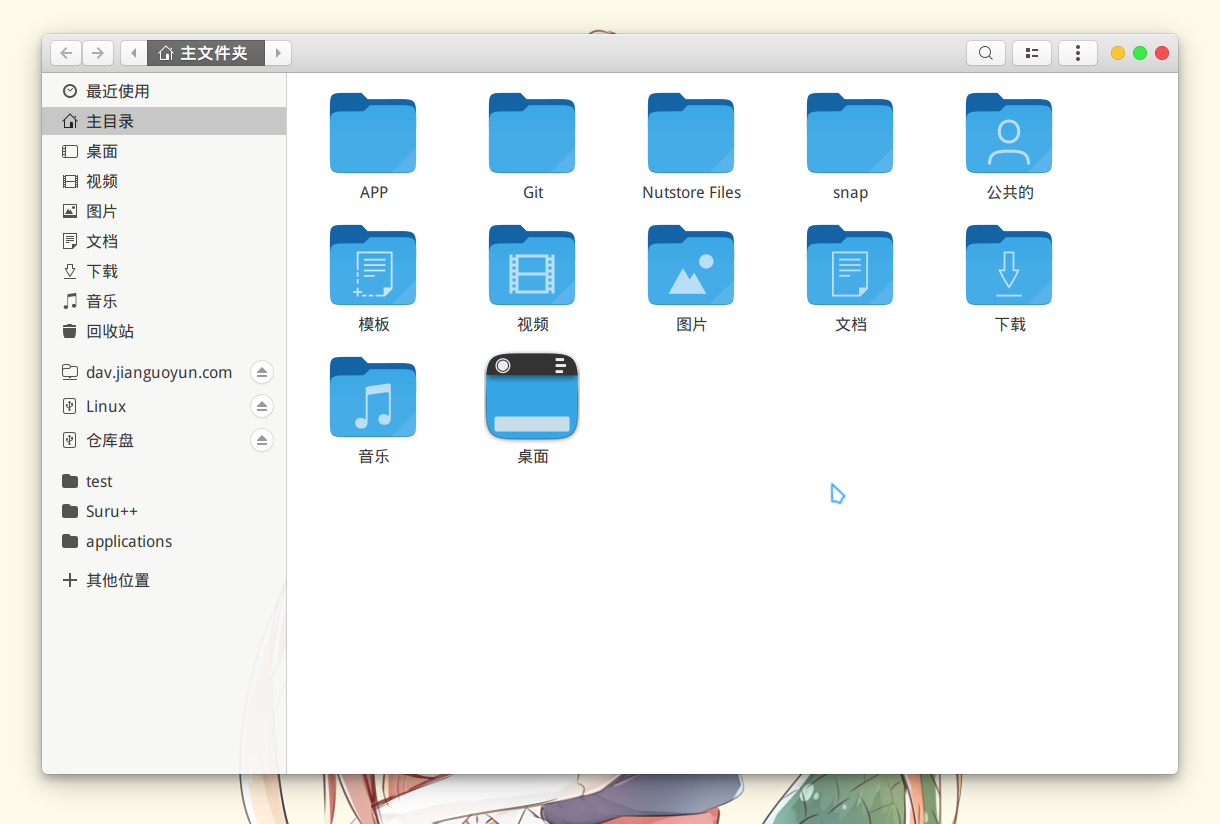 主文件夹
最近使用
主目录
桌面
视频
图片
文档
下载
音乐
回收站
dav.jianguoyun.com
Linux
仓库盘
test
Suru++
applications
其他位置
APP
Git
Nutstore Files
snap
公共的
模板
视频
图片
文档
下载
音乐
桌面